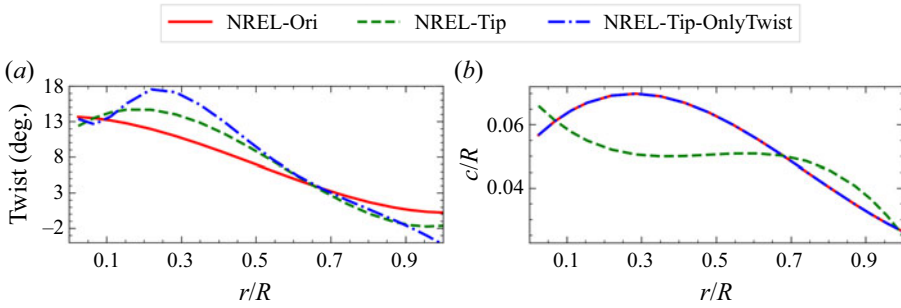 NREL-Ori NREL-Tip NREL-Tip-OnlyTwist
(a) (b)
18
13
8
3
−2
Twist (deg.)
0.1 0.3 0.5 0.7 0.9
r/R
0.06
0.04
c/R
0.1 0.3 0.5 0.7 0.9
r/R